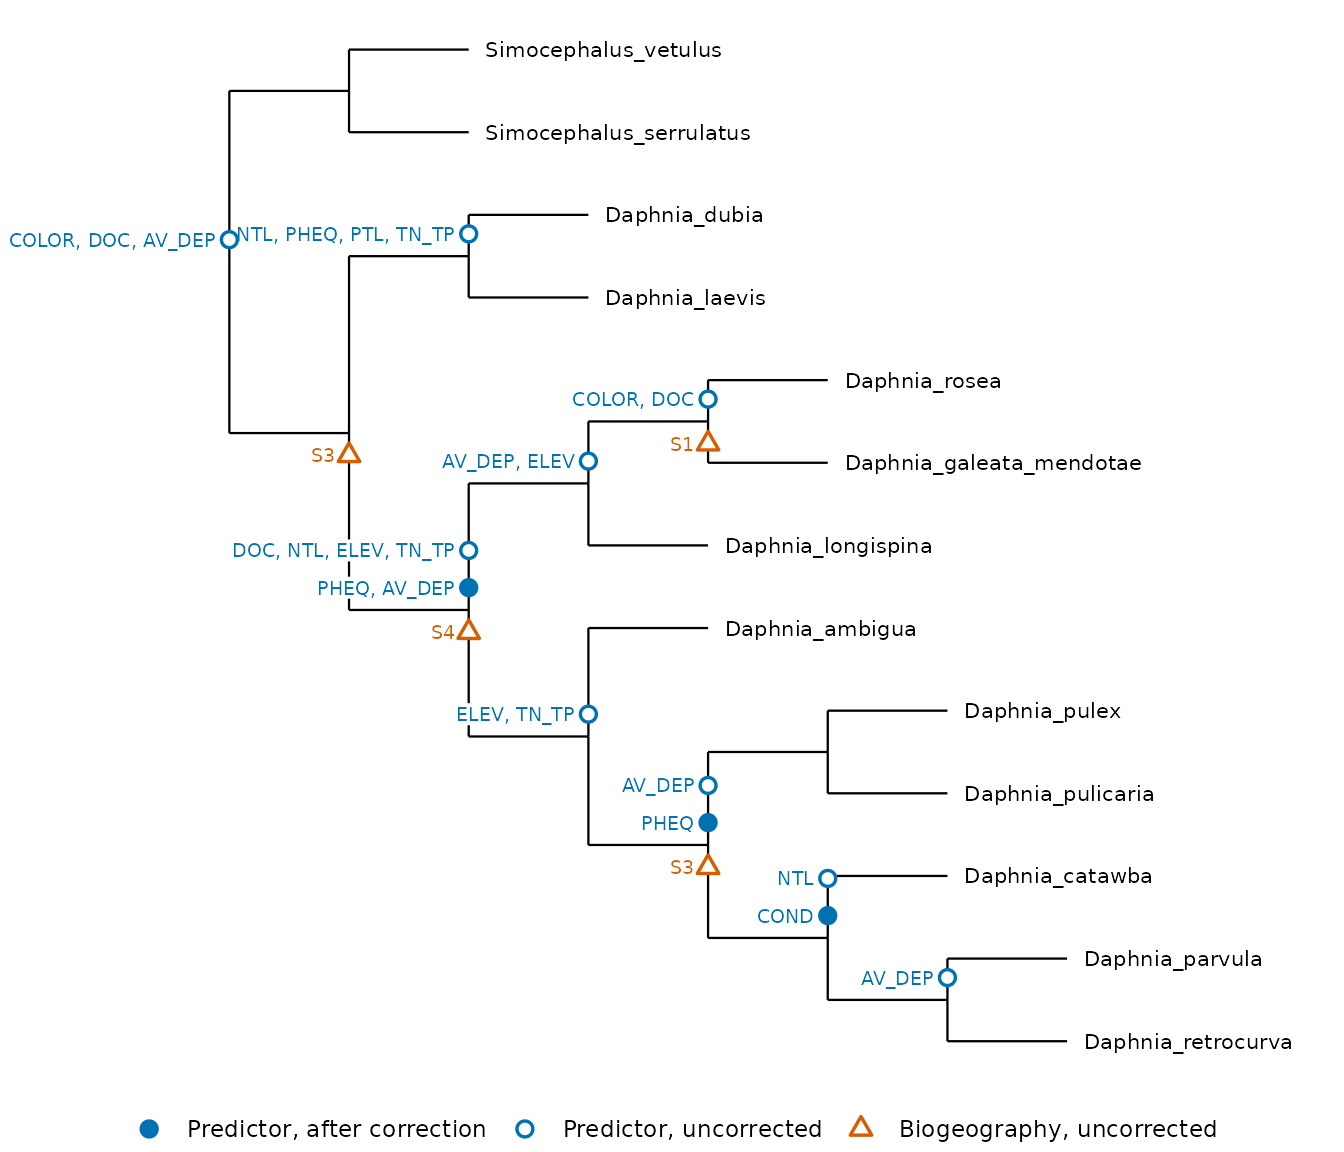 Simocephalus_vetulus
Simocephalus_serrulatus
Daphnia_dubia
COLOR, DOC, AV_DEP
NTL, PHEQ, PTL, TN_TP
Daphnia_laevis
Daphnia_rosea
COLOR, DOC
S1
S3
AV_DEP, ELEV
Daphnia_galeata_mendotae
Daphnia_longispina
DOC, NTL, ELEV, TN_TP
PHEQ, AV_DEP
S4
Daphnia_ambigua
ELEV, TN_TP
Daphnia_pulex
AV_DEP
Daphnia_pulicaria
PHEQ
S3
NTL
Daphnia_catawba
COND
Daphnia_parvula
AV_DEP
Daphnia_retrocurva
Predictor, after correction
Predictor, uncorrected
Biogeography, uncorrected